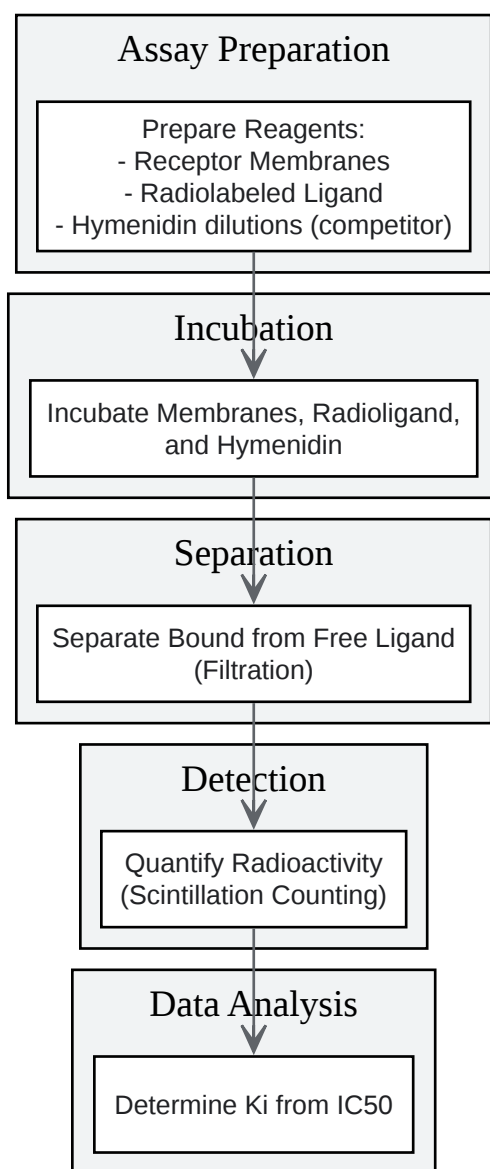 Assay Preparation
Prepare Reagents:
- Receptor Membranes
- Radiolabeled Ligand
- Hymenidin dilutions (competitor)
Incubation
Incubate Membranes, Radioligand,
and Hymenidin
Separation
Separate Bound from Free Ligand
(Filtration)
Detection
Quantify Radioactivity
(Scintillation Counting)
Data Analysis
Determine Ki from IC50